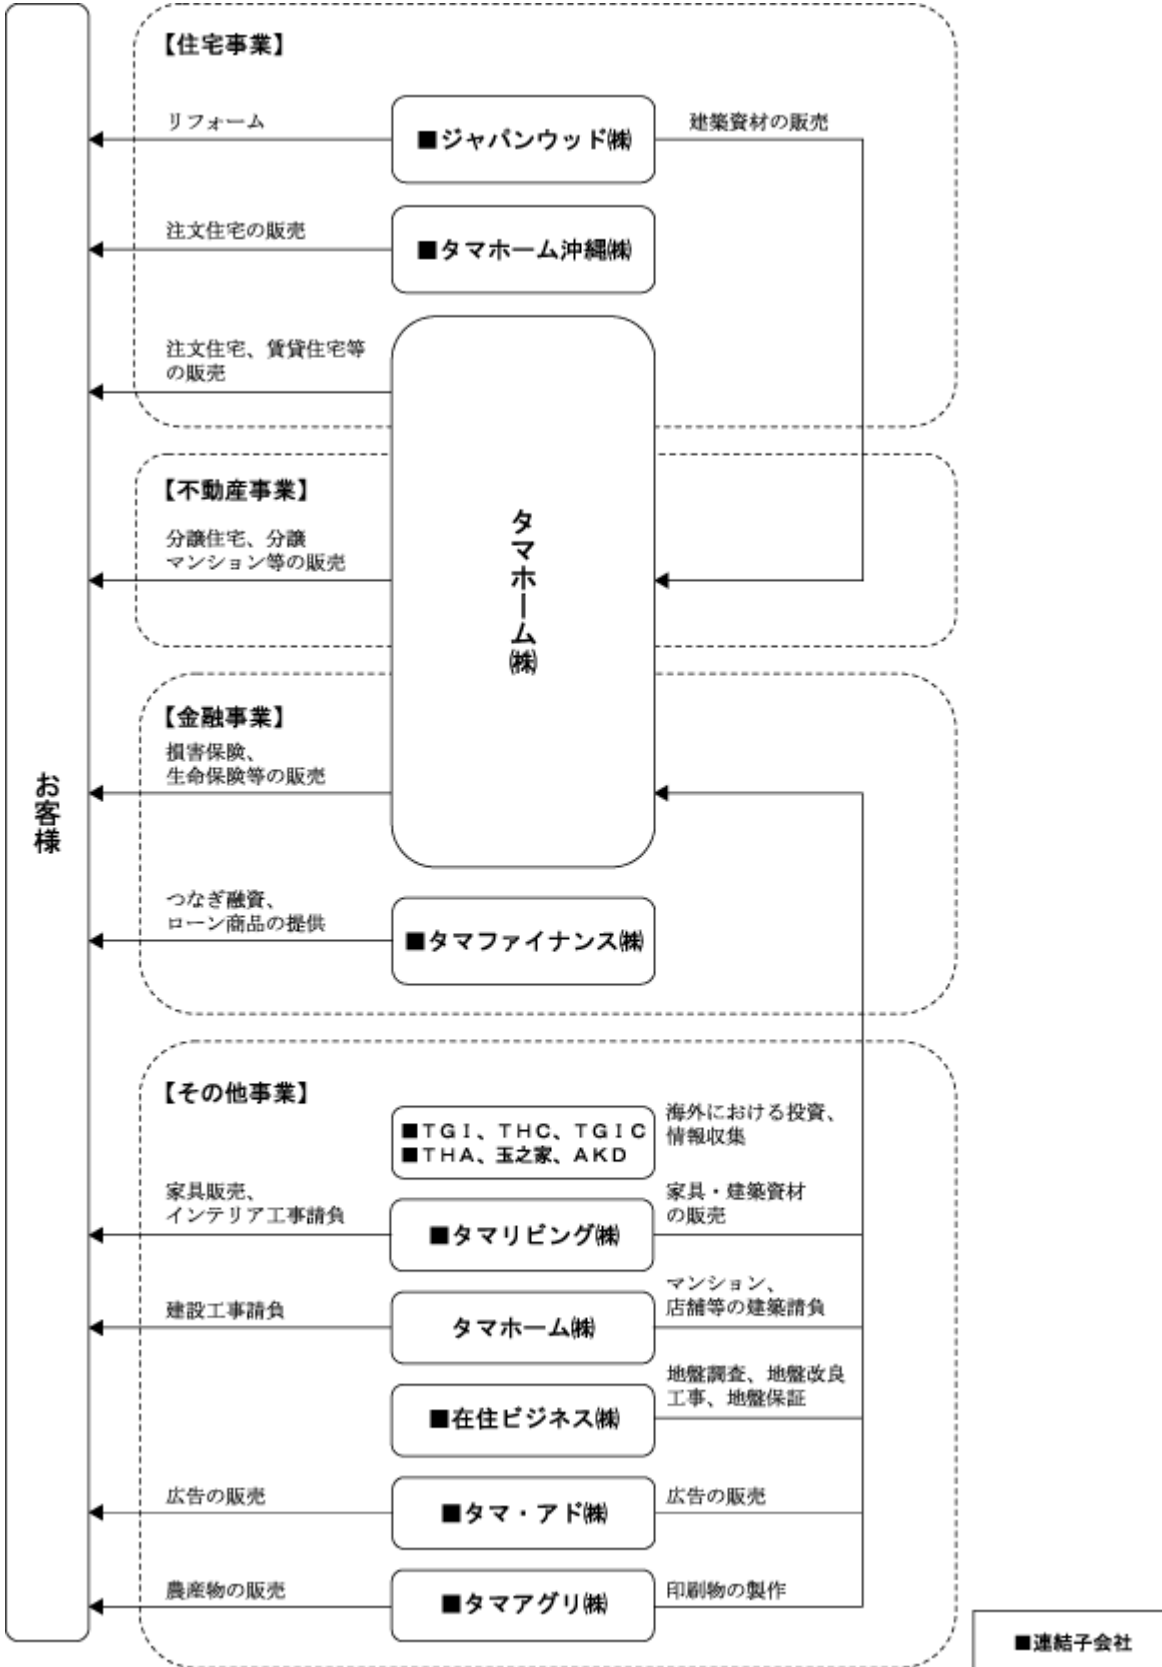 お客様
【住宅事業】
リフォーム
■ジャパンウッド㈱
建築資材の販売
注文住宅の販売
■タマホーム沖縄㈱
注文住宅、賃貸住宅等
の販売
タマホーム㈱
【不動産事業】
分譲住宅、分譲
マンション等の販売
【金融事業】
損害保険、
生命保険等の販売
つなぎ融資、
ローン商品の提供
■タマファイナンス㈱
【その他事業】
■TGI、THC、TGIC
■THA、玉之家、AKD
海外における投資、
情報収集
家具販売、
インテリア工事請負
■タマリビング㈱
家具・建築資材
の販売
建設工事請負
タマホーム㈱
マンション、
店舗等の建築請負
■在住ビジネス㈱
地盤調査、地盤改良
工事、地盤保証
広告の販売
■タマ・アド㈱
広告の販売
農産物の販売
■タマアグリ㈱
印刷物の製作
■連結子会社